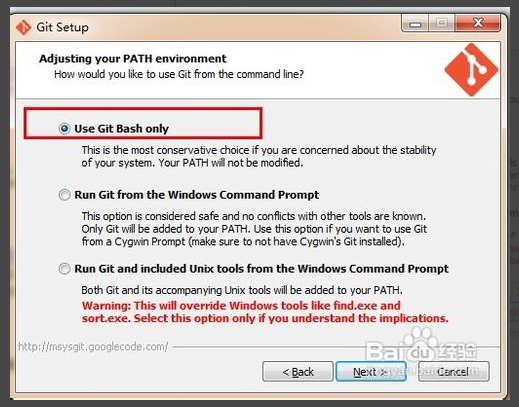 Git Setup
Adjusting your PATH environment
How would you like to use Git from the command line?
Use Git Bash only
This is the most conservative choice if you are concerned about the stability
of your system. Your PATH will not be modified.
Run Git from the Windows Command Prompt
This option is considered safe and no conflicts with other tools are known.
Only Git will be added to your PATH. Use this option if you want to use Git
from a Cygwin Prompt (make sure to not have Cygwin's Git installed).
Run Git and included Unix tools from the Windows Command Prompt
Both Git and its accompanying Unix tools will be added to your PATH.
Warning: This will override Windows tools like find.exe and
sort.exe. Select this option only if you understand the implications.
http://msysgit.googlecode.com/
Baidu经验
< Back
Next >
Cancel
jingyan.baidu.com